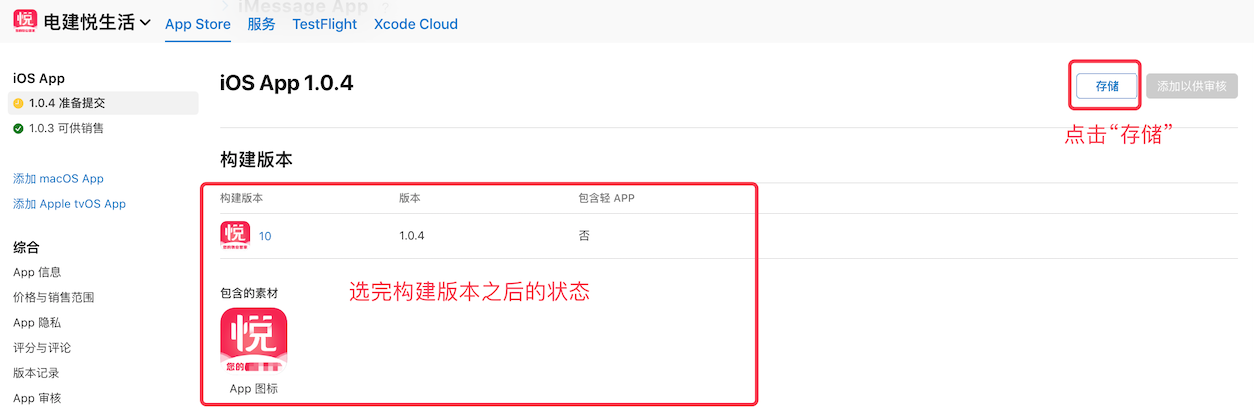 iMessage App ?
悦 电建悦生活 App Store 服务 TestFlight Xcode Cloud
iOS App
1.0.4 准备提交
1.0.3 可供销售
添加 macOS App
添加 Apple tvOS App
综合
App 信息
价格与销售范围
App 隐私
评分与评论
版本记录
App 审核
iOS App 1.0.4
存储 添加以供审核
点击“存储”
构建版本
构建版本 版本 包含轻 APP
悦 10 1.0.4 否
包含的素材
选完构建版本之后的状态
悦
您的
App 图标